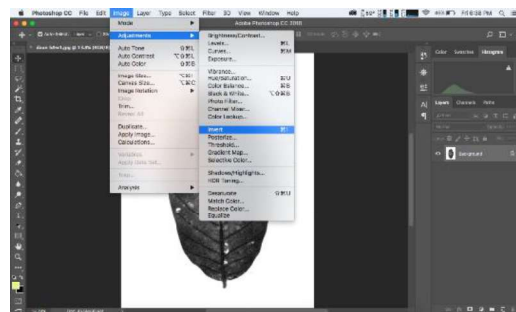 Photoshop CC File Edit Image Layer Type Select Filter 3D View Window Help
Fri 6:38 PM
Adobe Photoshop CC 2018
Mode
Adjustments
Auto Tone
Auto Contrast
Auto Color
Image Size...
Canvas Size...
Image Rotation
Crop
Trim...
Reveal All
Duplicate...
Apply Image...
Calculations...
Variables
Apply Data Set...
Trap...
Analysis
Brightness/Contrast...
Levels... ⌘L
Curves... ⌘M
Exposure...
Vibrance...
Hue/Saturation... ⌘U
Color Balance... ⌘B
Black & White...
Photo Filter...
Channel Mixer...
Color Lookup...
Invert ⌘I
Posterize...
Threshold...
Gradient Map...
Selective Color...
Shadows/Highlights...
HDR Toning...
Desaturate ⇧⌘U
Match Color...
Replace Color...
Equalize
Color Swatches Histogram
Layers Channels Paths
Background